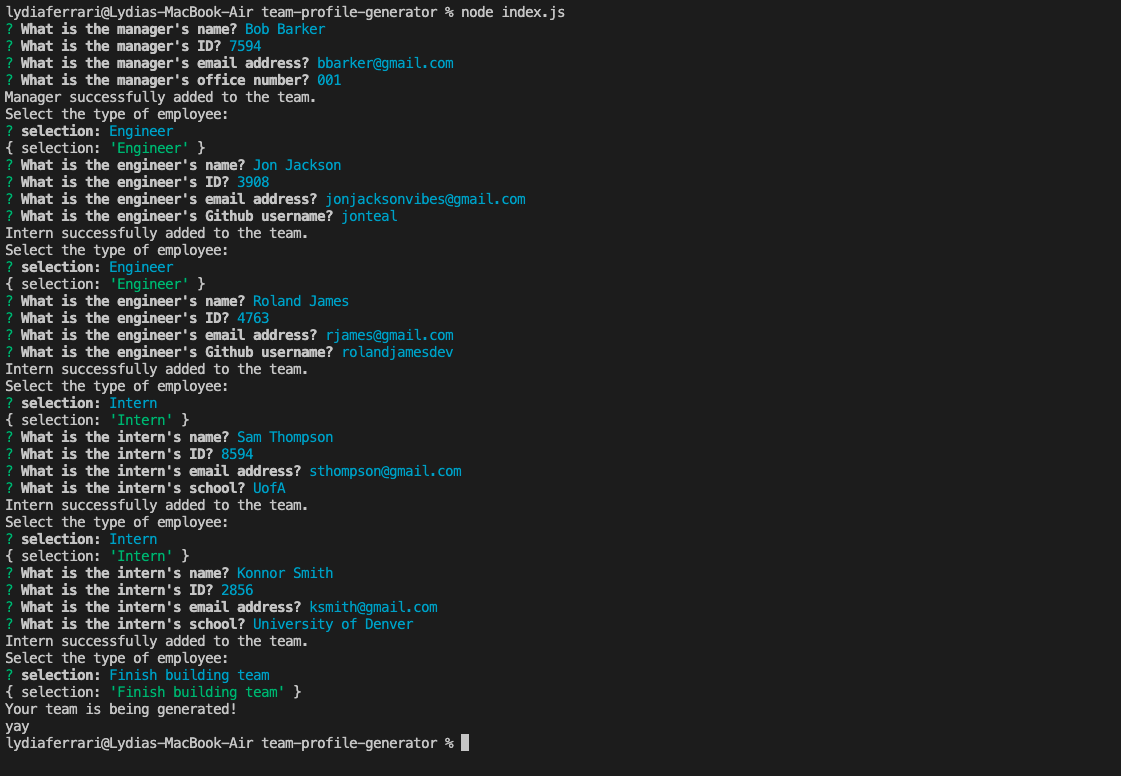 lydiaferrari@Lydias-MacBook-Air team-profile-generator % node index.js
? What is the manager's name? Bob Barker
? What is the manager's ID? 7594
? What is the manager's email address? bbarker@gmail.com
? What is the manager's office number? 001
Manager successfully added to the team.
Select the type of employee:
? selection: Engineer
{ selection: 'Engineer' }
? What is the engineer's name? Jon Jackson
? What is the engineer's ID? 3908
? What is the engineer's email address? jonjacksonvibes@gmail.com
? What is the engineer's Github username? jonteal
Intern successfully added to the team.
Select the type of employee:
? selection: Engineer
{ selection: 'Engineer' }
? What is the engineer's name? Roland James
? What is the engineer's ID? 4763
? What is the engineer's email address? rjames@gmail.com
? What is the engineer's Github username? rolandjamesdev
Intern successfully added to the team.
Select the type of employee:
? selection: Intern
{ selection: 'Intern' }
? What is the intern's name? Sam Thompson
? What is the intern's ID? 8594
? What is the intern's email address? sthompson@gmail.com
? What is the intern's school? UofA
Intern successfully added to the team.
Select the type of employee:
? selection: Intern
{ selection: 'Intern' }
? What is the intern's name? Konnor Smith
? What is the intern's ID? 2856
? What is the intern's email address? ksmith@gmail.com
? What is the intern's school? University of Denver
Intern successfully added to the team.
Select the type of employee:
? selection: Finish building team
{ selection: 'Finish building team' }
Your team is being generated!
yay
lydiaferrari@Lydias-MacBook-Air team-profile-generator %